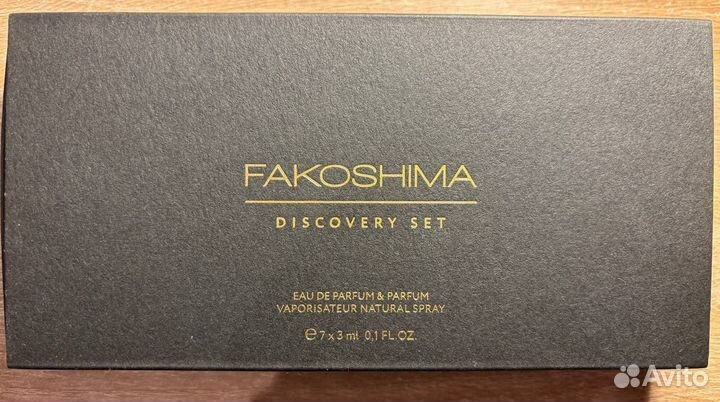 FAKOSHIMA
DISCOVERY SET
EAU DE PARFUM & PARFUM
VAPORISATEUR NATURAL SPRAY
℮ 7 x 3 ml 0,1 FL.OZ.
Avito